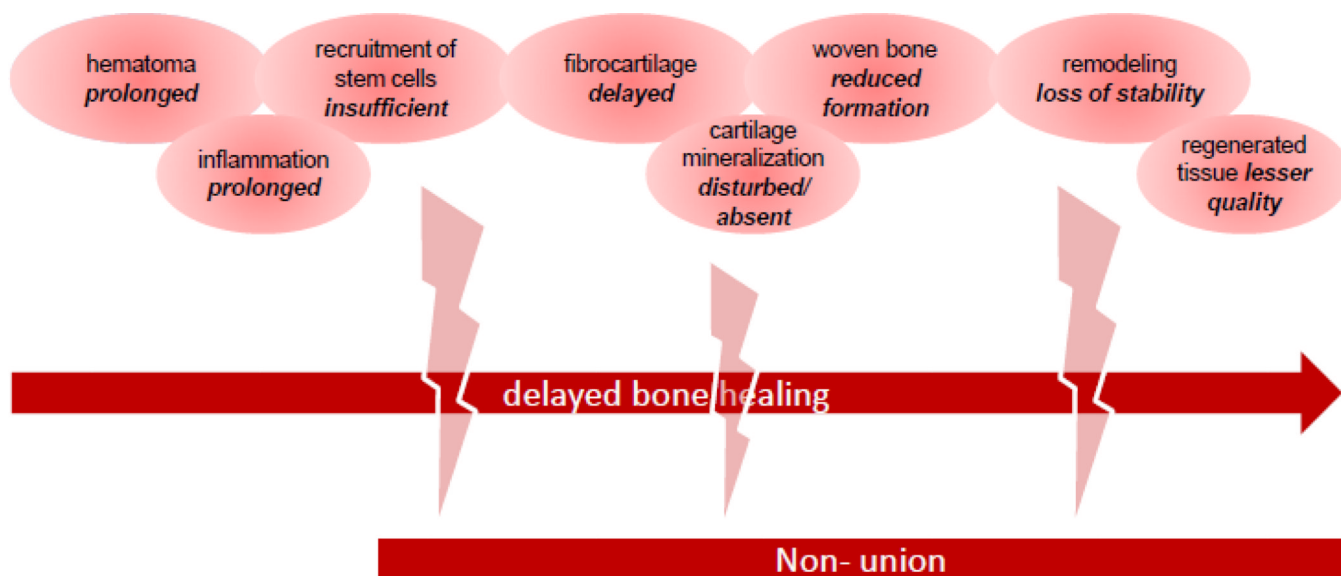 hematoma
prolonged
inflammation
prolonged
recruitment of
stem cells
insufficient
fibrocartilage
delayed
cartilage
mineralization
disturbed/
absent
woven bone
reduced
formation
remodeling
loss of stability
regenerated
tissue lesser
quality
delayed bone healing
Non- union